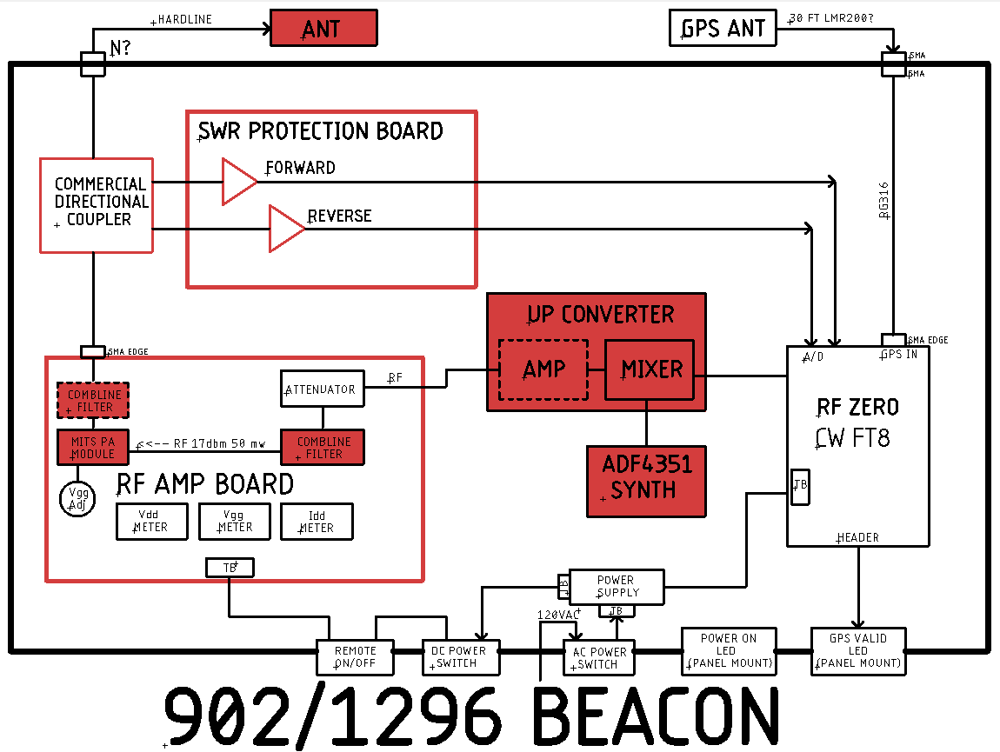 HARDLINE
ANT
GPS ANT
30 FT LMR200?
N?
SMA
SMA
SWR PROTECTION BOARD
FORWARD
REVERSE
COMMERCIAL
DIRECTIONAL
COUPLER
RG316
UP CONVERTER
AMP
MIXER
ADF4351
SYNTH
SMA EDGE
A/D
GPS IN
RF ZERO
CW FT8
TB
HEADER
SMA EDGE
COMBLINE
FILTER
ATTENUATOR
RF
MITS PA
MODULE
<<-- RF 17dbm 50 mw
COMBLINE
FILTER
Vgg
Adj
RF AMP BOARD
Vdd
METER
Vgg
METER
Idd
METER
TB
TB
POWER
SUPPLY
TB
120VAC
REMOTE
ON/OFF
DC POWER
SWITCH
AC POWER
SWITCH
POWER ON
LED
(PANEL MOUNT)
GPS VALID
LED
(PANEL MOUNT)
902/1296 BEACON